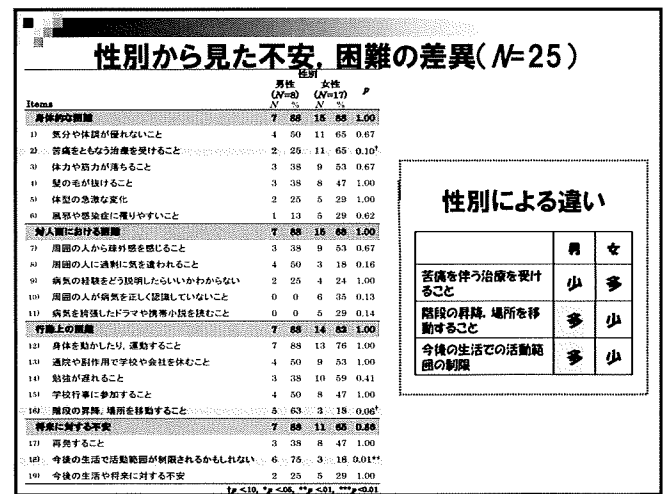 性別から見た不安，困難の差異(N=25)
性別
男性 女性
(N=8) (N=17) p
Items N % N %
身体的な困難 7 88 15 88 1.00
1) 気分や体調が優れないこと 4 50 11 65 0.67
2) 苦痛をともなう治療を受けること 2 25 11 65 0.10†
3) 体力や筋力が落ちること 3 38 9 53 0.67
4) 髪の毛が抜けること 3 38 8 47 1.00
5) 体型の急激な変化 2 25 5 29 1.00
6) 風邪や感染症に罹りやすいこと 1 13 5 29 0.62
対人面における困難 7 88 15 88 1.00
7) 周囲の人から疎外感を感じること 3 38 9 53 0.67
8) 周囲の人に過剰に気を遣われること 4 50 3 18 0.16
9) 病気の経験をどう説明したらいいかわからない 2 25 4 24 1.00
10) 周囲の人が病気を正しく認識していないこと 0 0 6 35 0.13
11) 病気を誇張したドラマや携帯小説を読むこと 0 0 5 29 0.14
行動上の困難 7 88 14 82 1.00
12) 身体を動かしたり，運動すること 7 88 13 76 1.00
13) 通院や副作用で学校や会社を休むこと 4 50 9 53 1.00
14) 勉強が遅れること 3 38 10 59 0.41
15) 学校行事に参加すること 4 50 8 47 1.00
16) 階段の昇降，場所を移動すること 5 63 3 18 0.06†
将来に対する不安 7 88 11 65 0.36
17) 再発すること 3 38 8 47 1.00
18) 今後の生活で活動範囲が制限されるかもしれない 6 75 3 18 0.01**
19) 今後の生活や将来に対する不安 2 25 5 29 1.00
†p <.10, *p <.05, **p <.01, ***p<0.01
性別による違い
男 女
苦痛を伴う治療を受けること 少 多
階段の昇降，場所を移動すること 多 少
今後の生活での活動範囲の制限 多 少